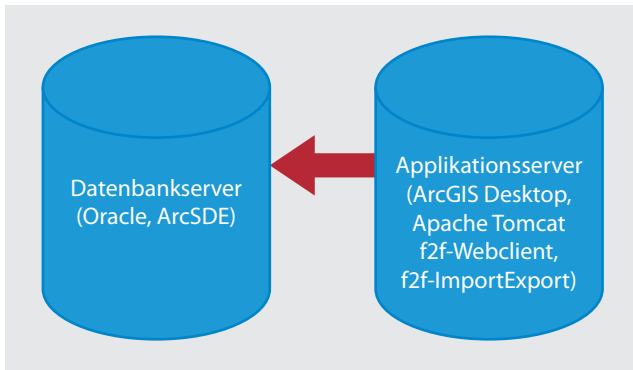 Datenbankserver
(Oracle, ArcSDE)
Applikationsserver
(ArcGIS Desktop,
Apache Tomcat
f2f-Webclient,
f2f-ImportExport)